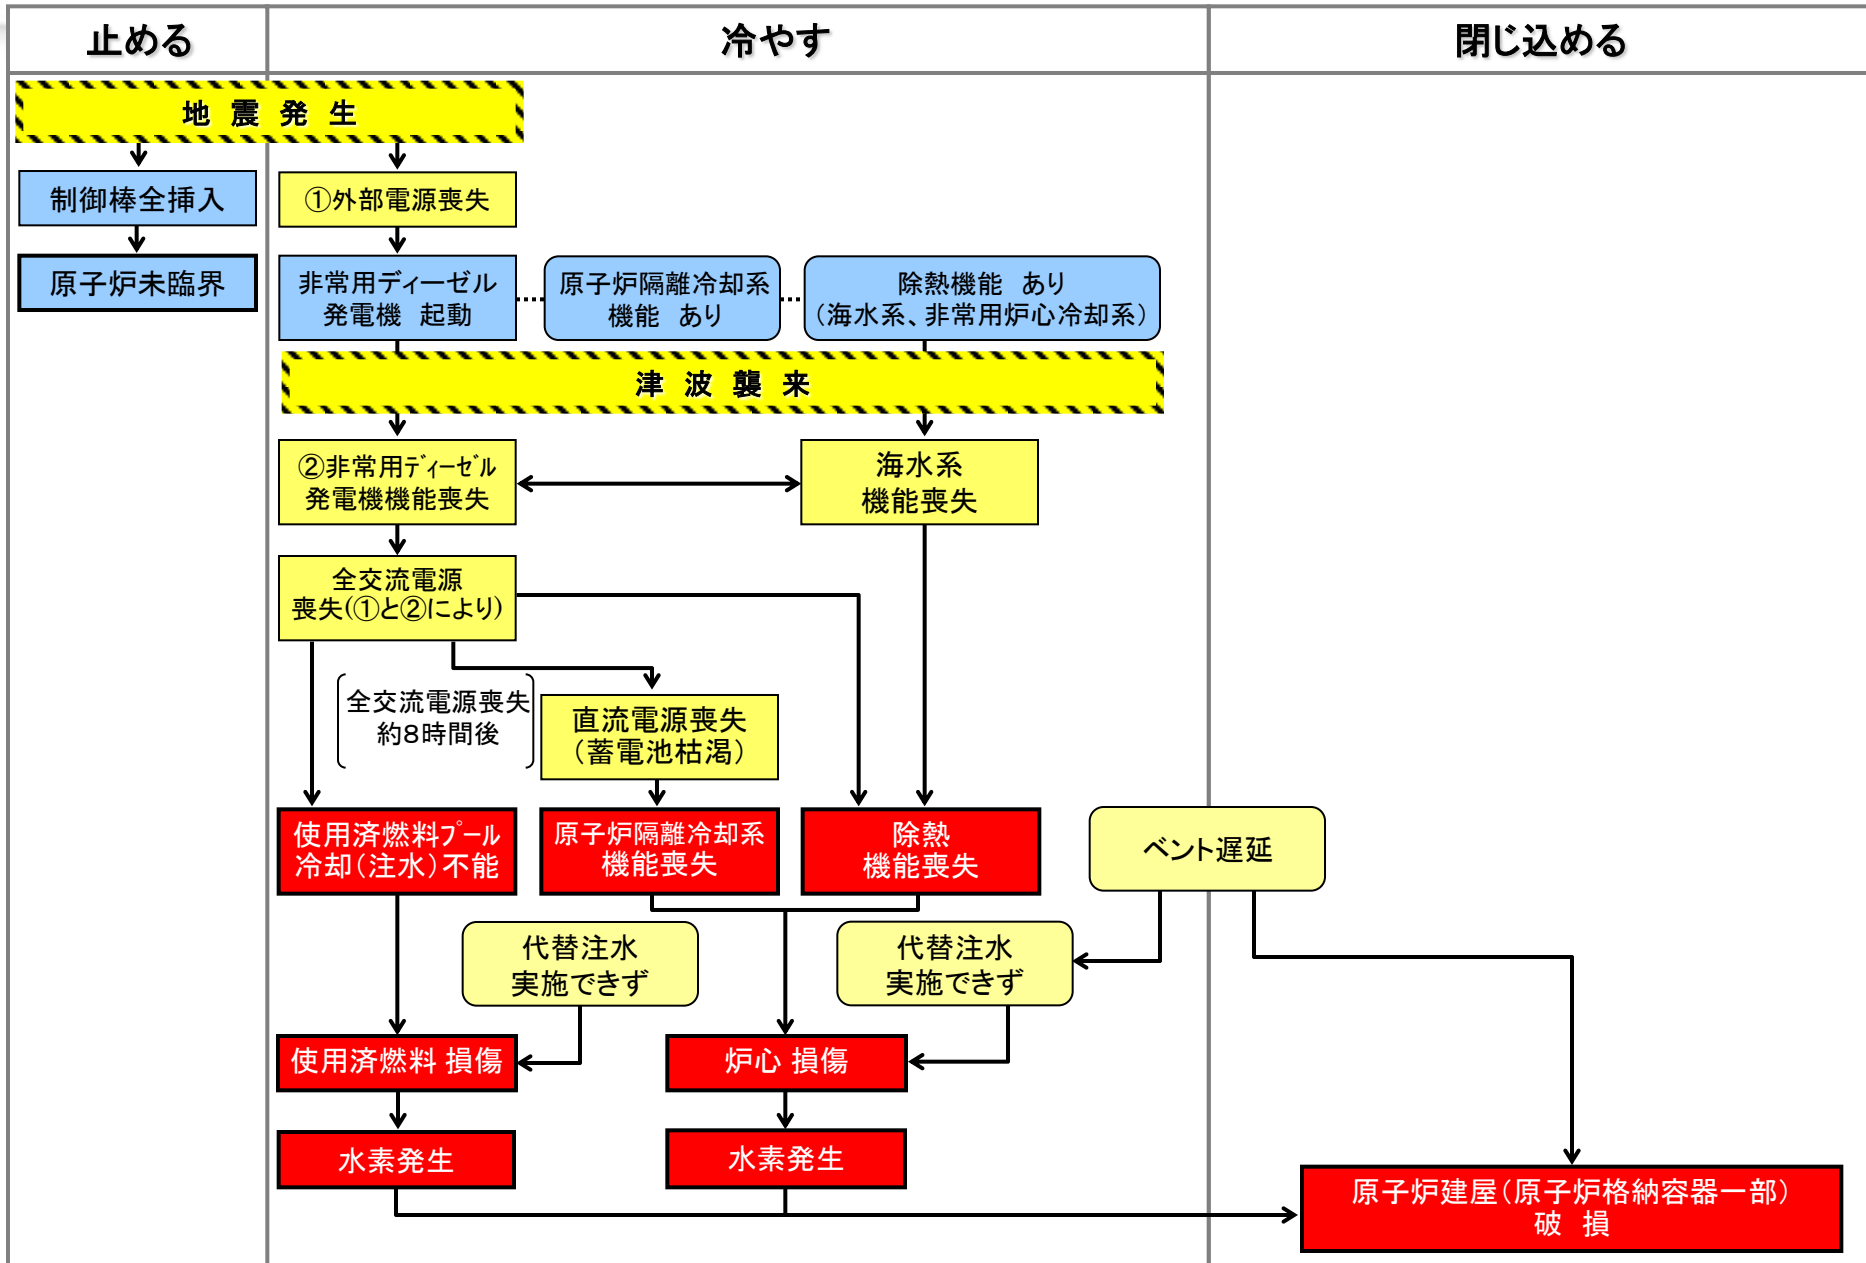 止める
冷やす
閉じ込める
地 震 発 生
制御棒全挿入
①外部電源喪失
原子炉未臨界
非常用ディーゼル
発電機 起動
原子炉隔離冷却系
機能 あり
除熱機能 あり
(海水系、非常用炉心冷却系)
津 波 襲 来
②非常用ディーゼル
発電機機能喪失
海水系
機能喪失
全交流電源
喪失(①と②により)
全交流電源喪失
約8時間後
直流電源喪失
(蓄電池枯渇)
使用済燃料プール
冷却(注水)不能
原子炉隔離冷却系
機能喪失
除熱
機能喪失
ベント遅延
代替注水
実施できず
代替注水
実施できず
使用済燃料 損傷
炉心 損傷
水素発生
水素発生
原子炉建屋(原子炉格納容器一部)
破 損